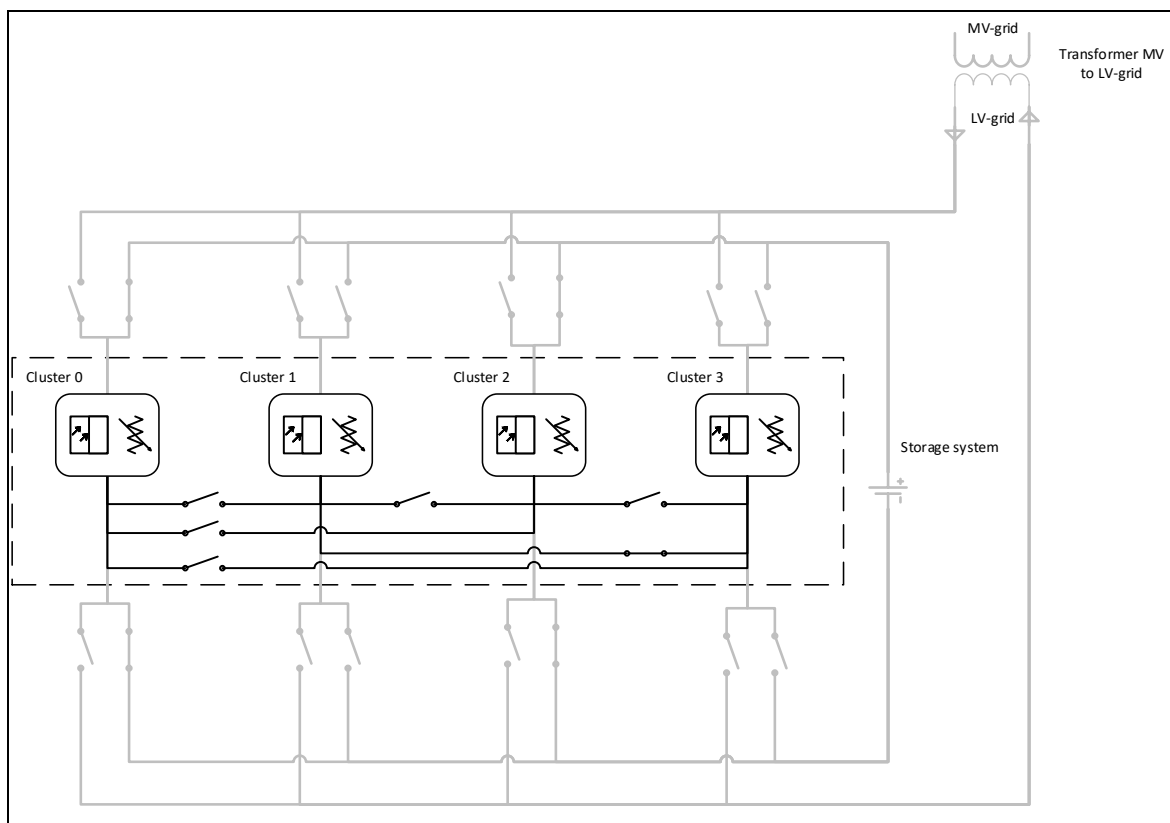 MV-grid
Transformer MV
to LV-grid
LV-grid
Cluster 0
Cluster 1
Cluster 2
Cluster 3
Storage system